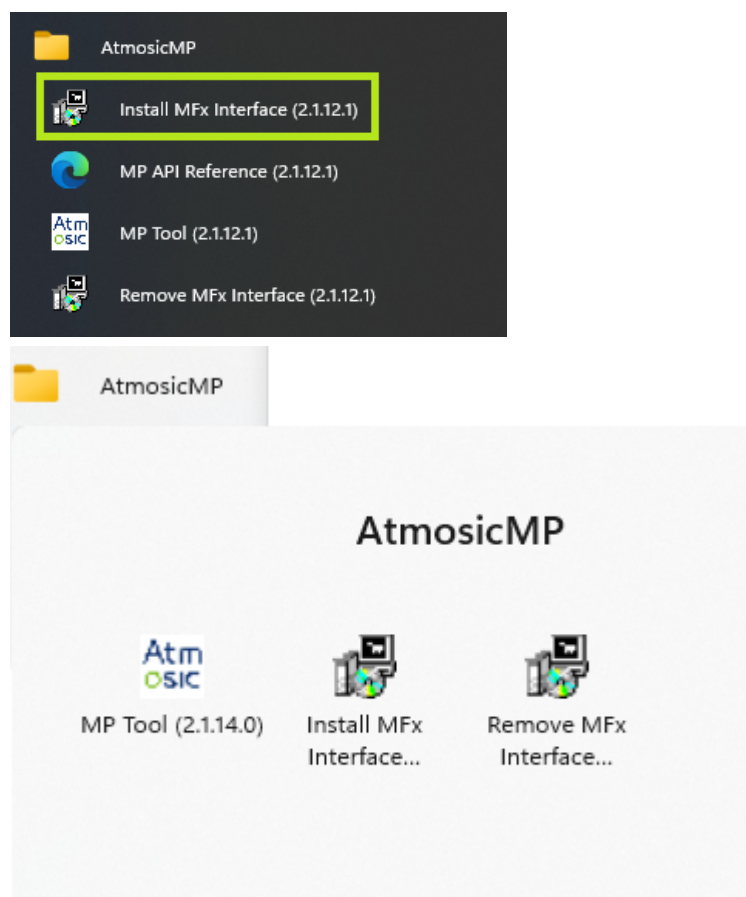 AtmosicMP
Install MFx Interface (2.1.12.1)
MP API Reference (2.1.12.1)
Atm
osic
MP Tool (2.1.12.1)
Remove MFx Interface (2.1.12.1)
AtmosicMP
AtmosicMP
Atm
osic
MP Tool (2.1.14.0)
Install MFx
Interface...
Remove MFx
Interface...